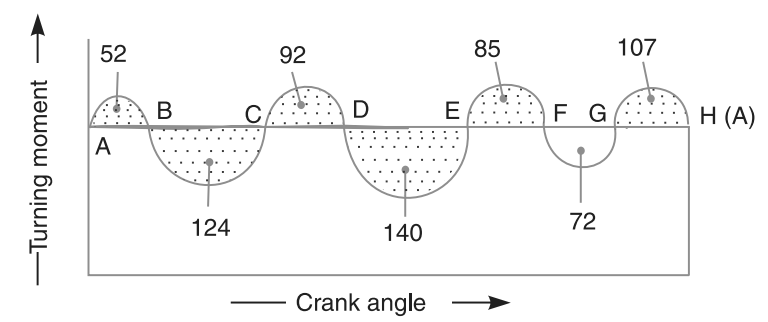 52
92
85
107
B
C
D
E
F
G
H (A)
A
124
140
72
Turning moment
Crank angle